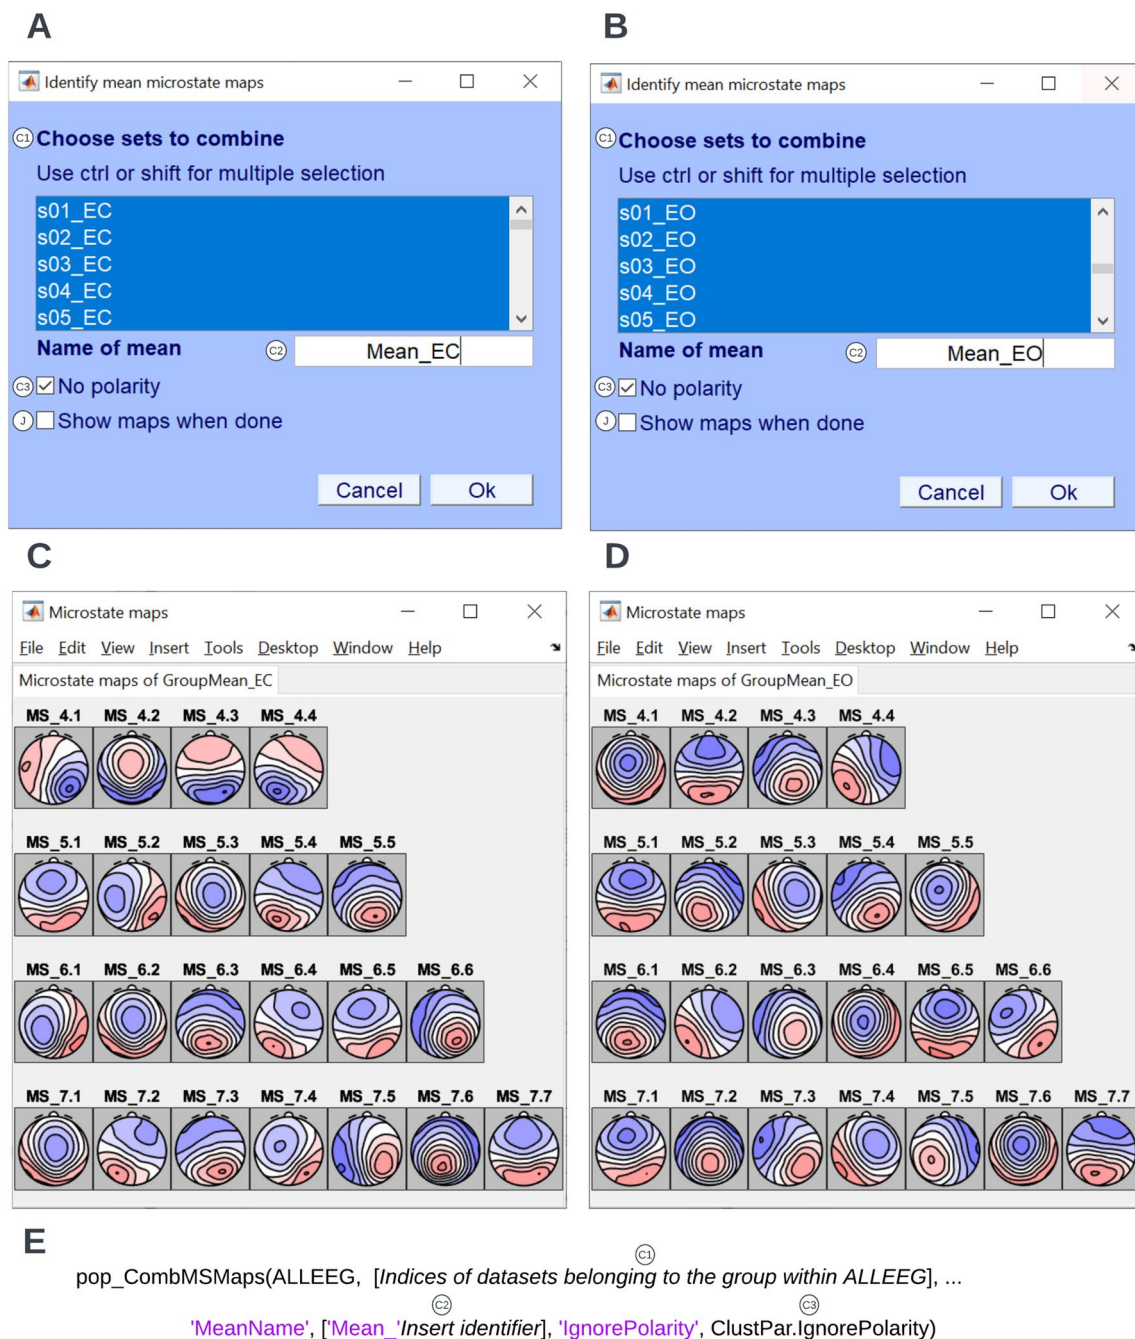 A
B
Identify mean microstate maps
C1 Choose sets to combine
Use ctrl or shift for multiple selection
s01_EC
s02_EC
s03_EC
s04_EC
s05_EC
Name of mean C2 Mean_EC
C3 No polarity
J Show maps when done
Cancel Ok
Identify mean microstate maps
C1 Choose sets to combine
Use ctrl or shift for multiple selection
s01_EO
s02_EO
s03_EO
s04_EO
s05_EO
Name of mean C2 Mean_EO
C3 No polarity
J Show maps when done
Cancel Ok
C
D
Microstate maps
File Edit View Insert Tools Desktop Window Help
Microstate maps of GroupMean_EC
MS_4.1 MS_4.2 MS_4.3 MS_4.4
MS_5.1 MS_5.2 MS_5.3 MS_5.4 MS_5.5
MS_6.1 MS_6.2 MS_6.3 MS_6.4 MS_6.5 MS_6.6
MS_7.1 MS_7.2 MS_7.3 MS_7.4 MS_7.5 MS_7.6 MS_7.7
Microstate maps
File Edit View Insert Tools Desktop Window Help
Microstate maps of GroupMean_EO
MS_4.1 MS_4.2 MS_4.3 MS_4.4
MS_5.1 MS_5.2 MS_5.3 MS_5.4 MS_5.5
MS_6.1 MS_6.2 MS_6.3 MS_6.4 MS_6.5 MS_6.6
MS_7.1 MS_7.2 MS_7.3 MS_7.4 MS_7.5 MS_7.6 MS_7.7
E
C1
pop_CombMSMaps(ALLEEG, [Indices of datasets belonging to the group within ALLEEG], ...
C2 C3
'MeanName', ['Mean_'Insert identifier], 'IgnorePolarity', ClustPar.IgnorePolarity)